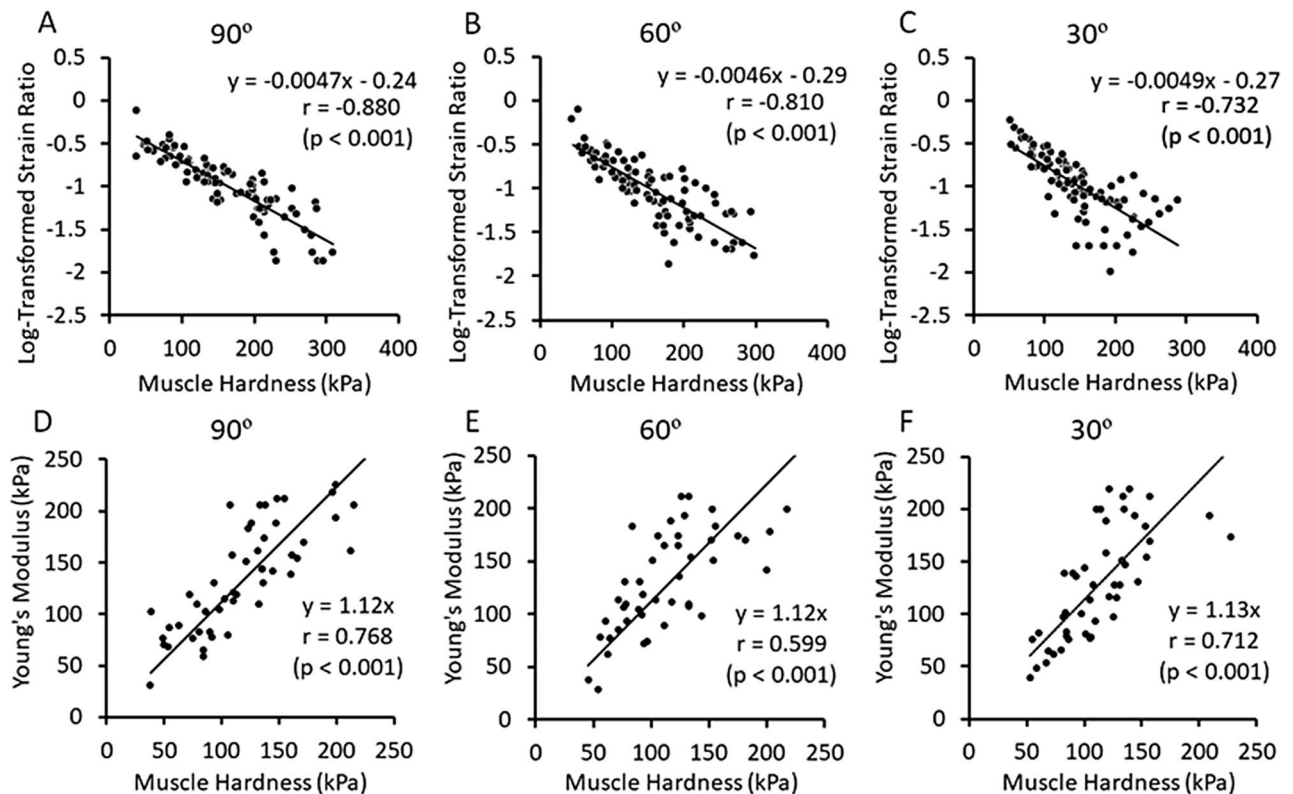 A
90º
Log-Transformed Strain Ratio
0.5
0
-0.5
-1
-1.5
-2
-2.5
y = -0.0047x - 0.24
r = -0.880
(p < 0.001)
0 100 200 300 400
Muscle Hardness (kPa)
B
60º
Log-Transformed Strain Ratio
0.5
0
-0.5
-1
-1.5
-2
-2.5
y = -0.0046x - 0.29
r = -0.810
(p < 0.001)
0 100 200 300 400
Muscle Hardness (kPa)
C
30º
Log-Transformed Strain Ratio
0.5
0
-0.5
-1
-1.5
-2
-2.5
y = -0.0049x - 0.27
r = -0.732
(p < 0.001)
0 100 200 300 400
Muscle Hardness (kPa)
D
90º
Young's Modulus (kPa)
250
200
150
100
50
0
y = 1.12x
r = 0.768
(p < 0.001)
0 50 100 150 200 250
Muscle Hardness (kPa)
E
60º
Young's Modulus (kPa)
250
200
150
100
50
0
y = 1.12x
r = 0.599
(p < 0.001)
0 50 100 150 200 250
Muscle Hardness (kPa)
F
30º
Young's Modulus (kPa)
250
200
150
100
50
0
y = 1.13x
r = 0.712
(p < 0.001)
0 50 100 150 200 250
Muscle Hardness (kPa)